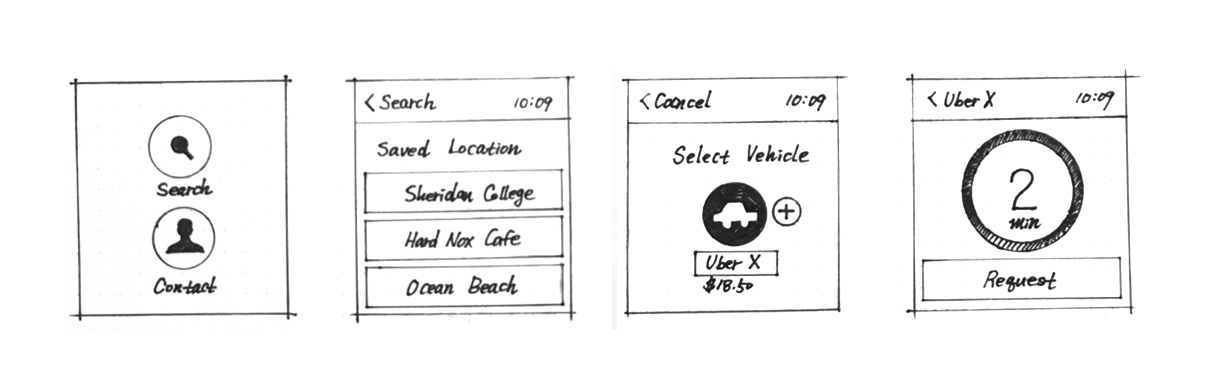 Search
Contact
< Search 10:09
Saved Location
Sheridan College
Hard Nox Cafe
Ocean Beach
< Cancel 10:09
Select Vehicle
+
Uber X
$18.50
< Uber X 10:09
2
min
Request